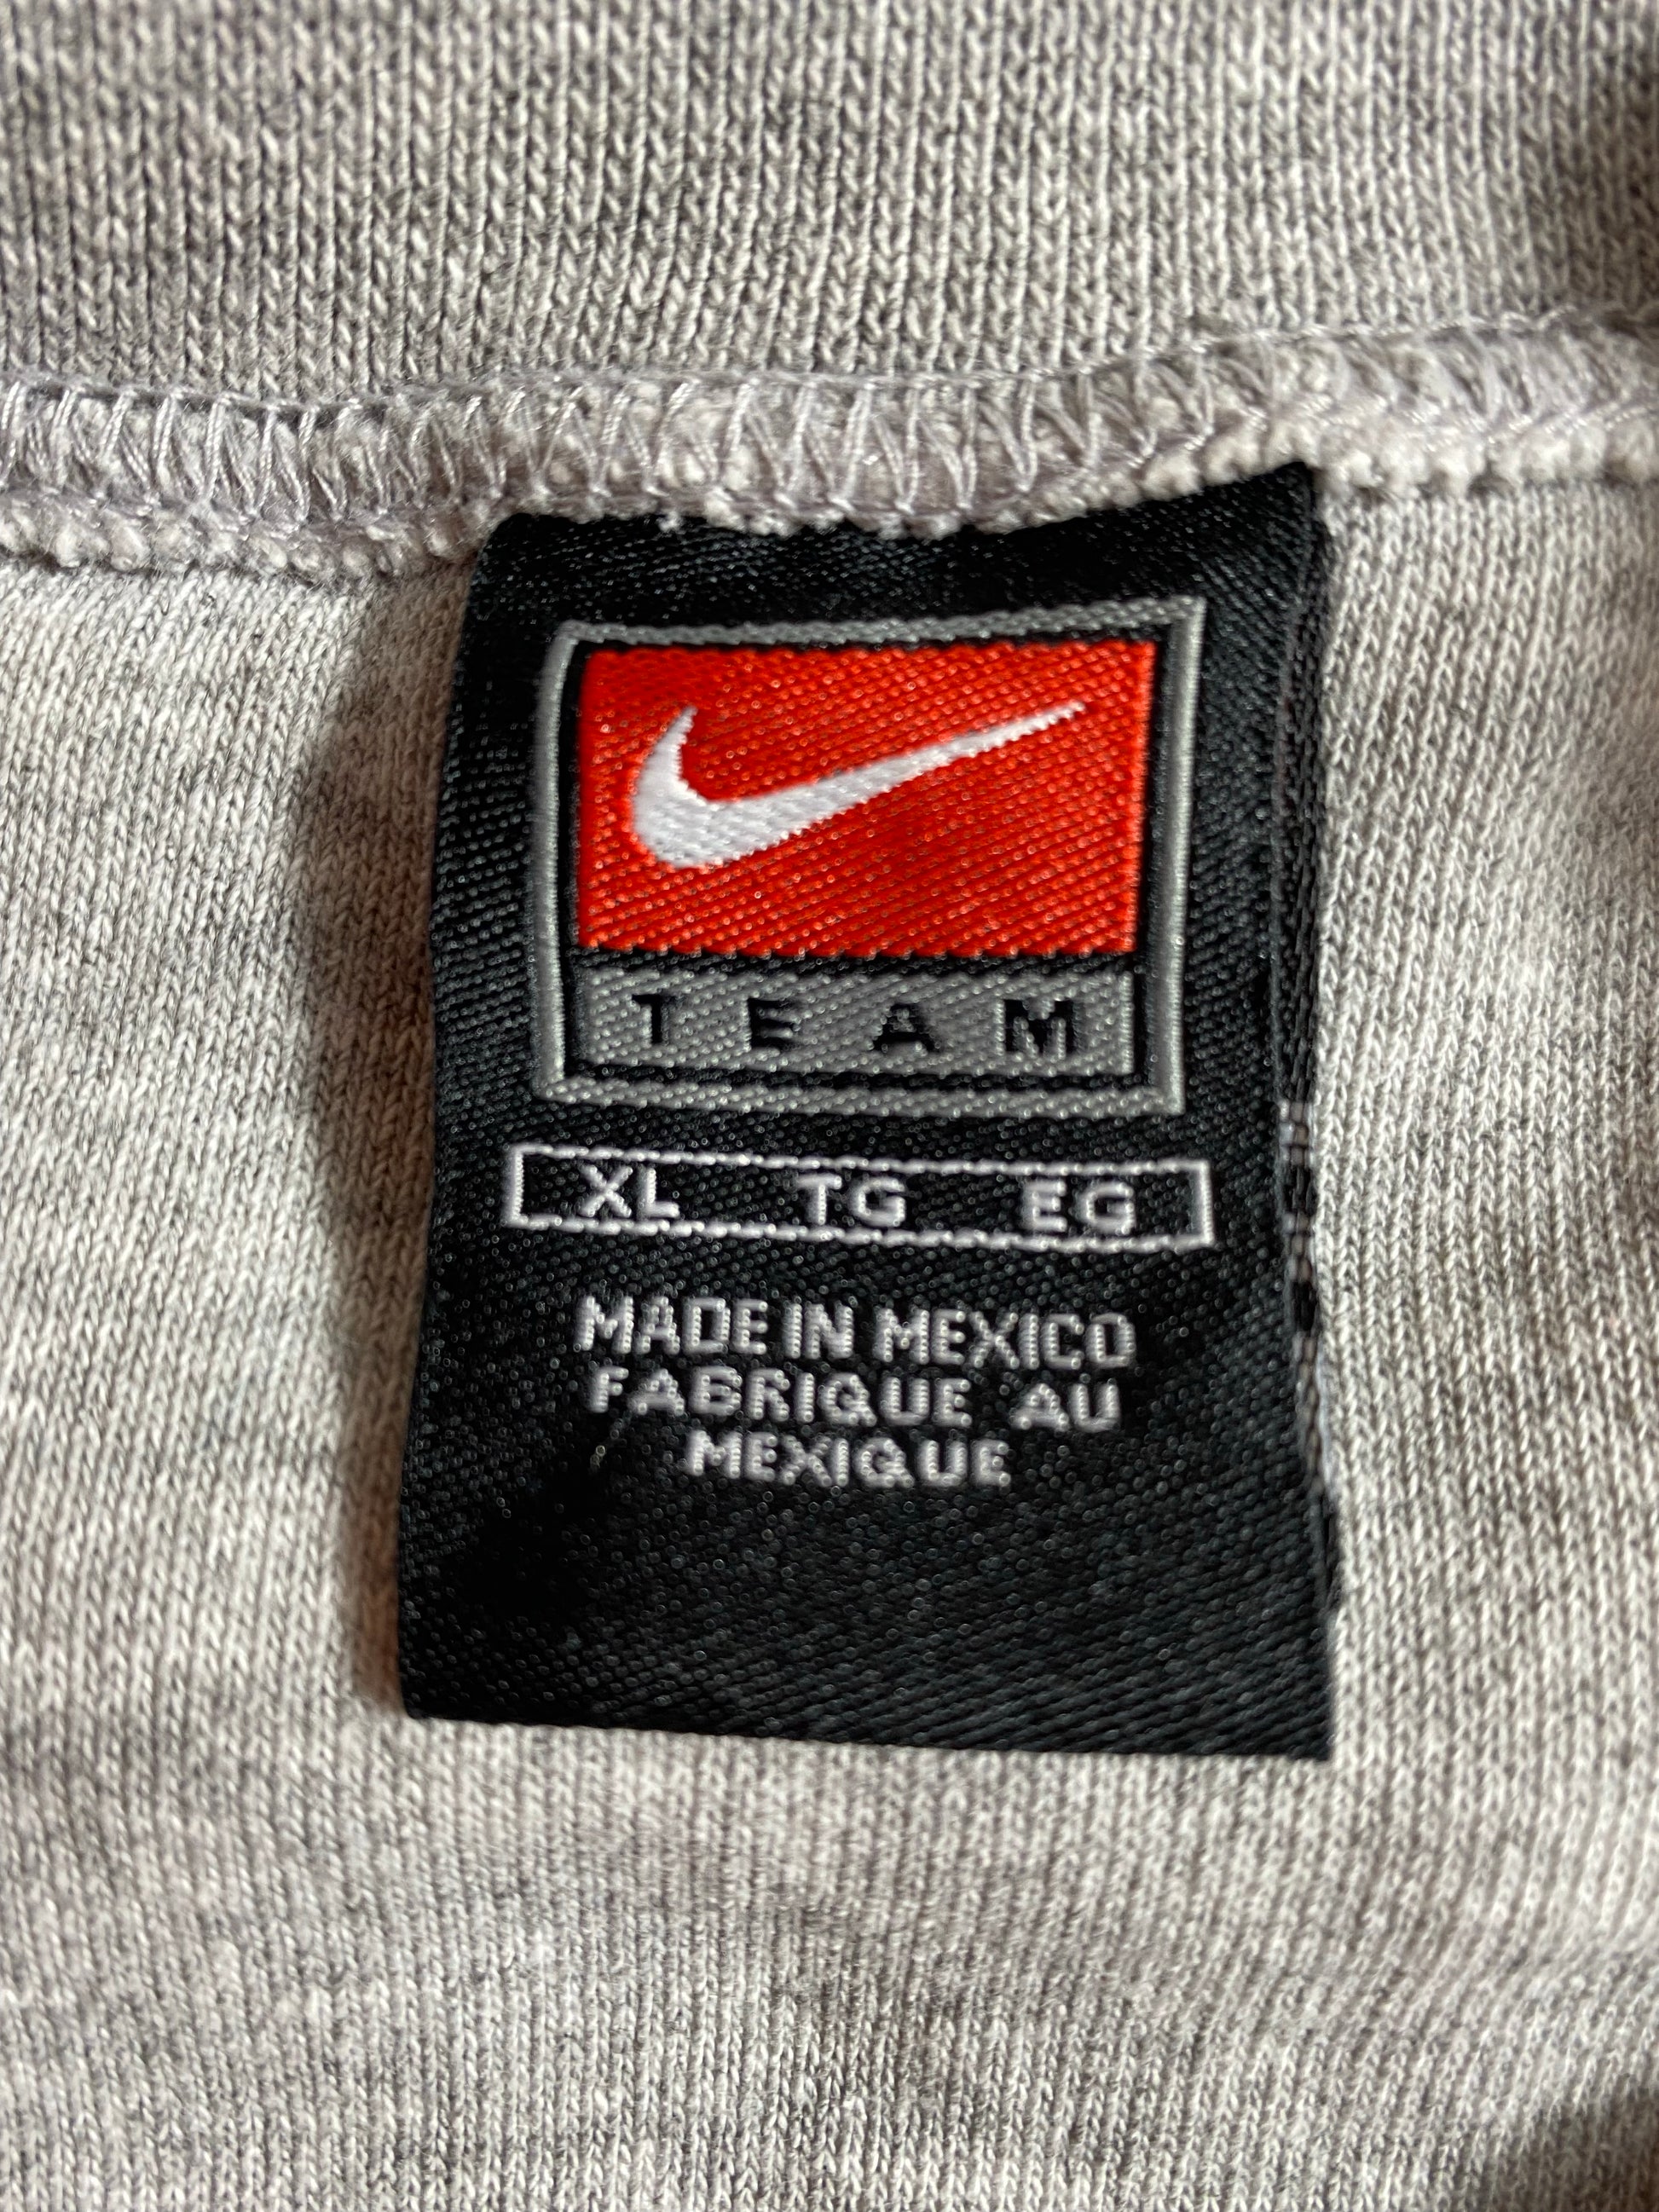 TEAM
XL TG EG
MADE IN MEXICO
FABRIQUE AU
MEXIQUE